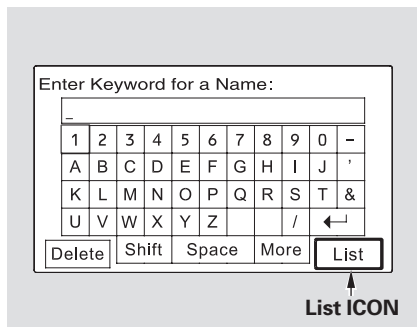 Enter Keyword for a Name:
_
1 2 3 4 5 6 7 8 9 0 –
A B C D E F G H I J ’
K L M N O P Q R S T &
U V W X Y Z / ↵
Delete Shift Space More List
List ICON